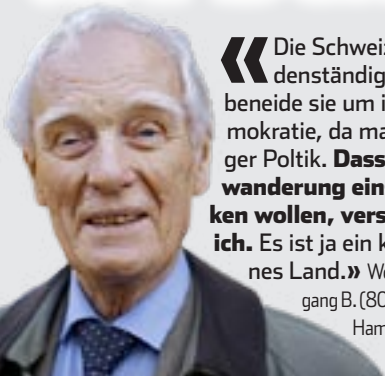 «Die Schweiz
denständig
beneide sie um i
mokratie, da ma
ger Poltik. Dass
wanderung ein
ken wollen, vers
ich. Es ist ja ein k
nes Land.» Wo
gang B. (80
Ham